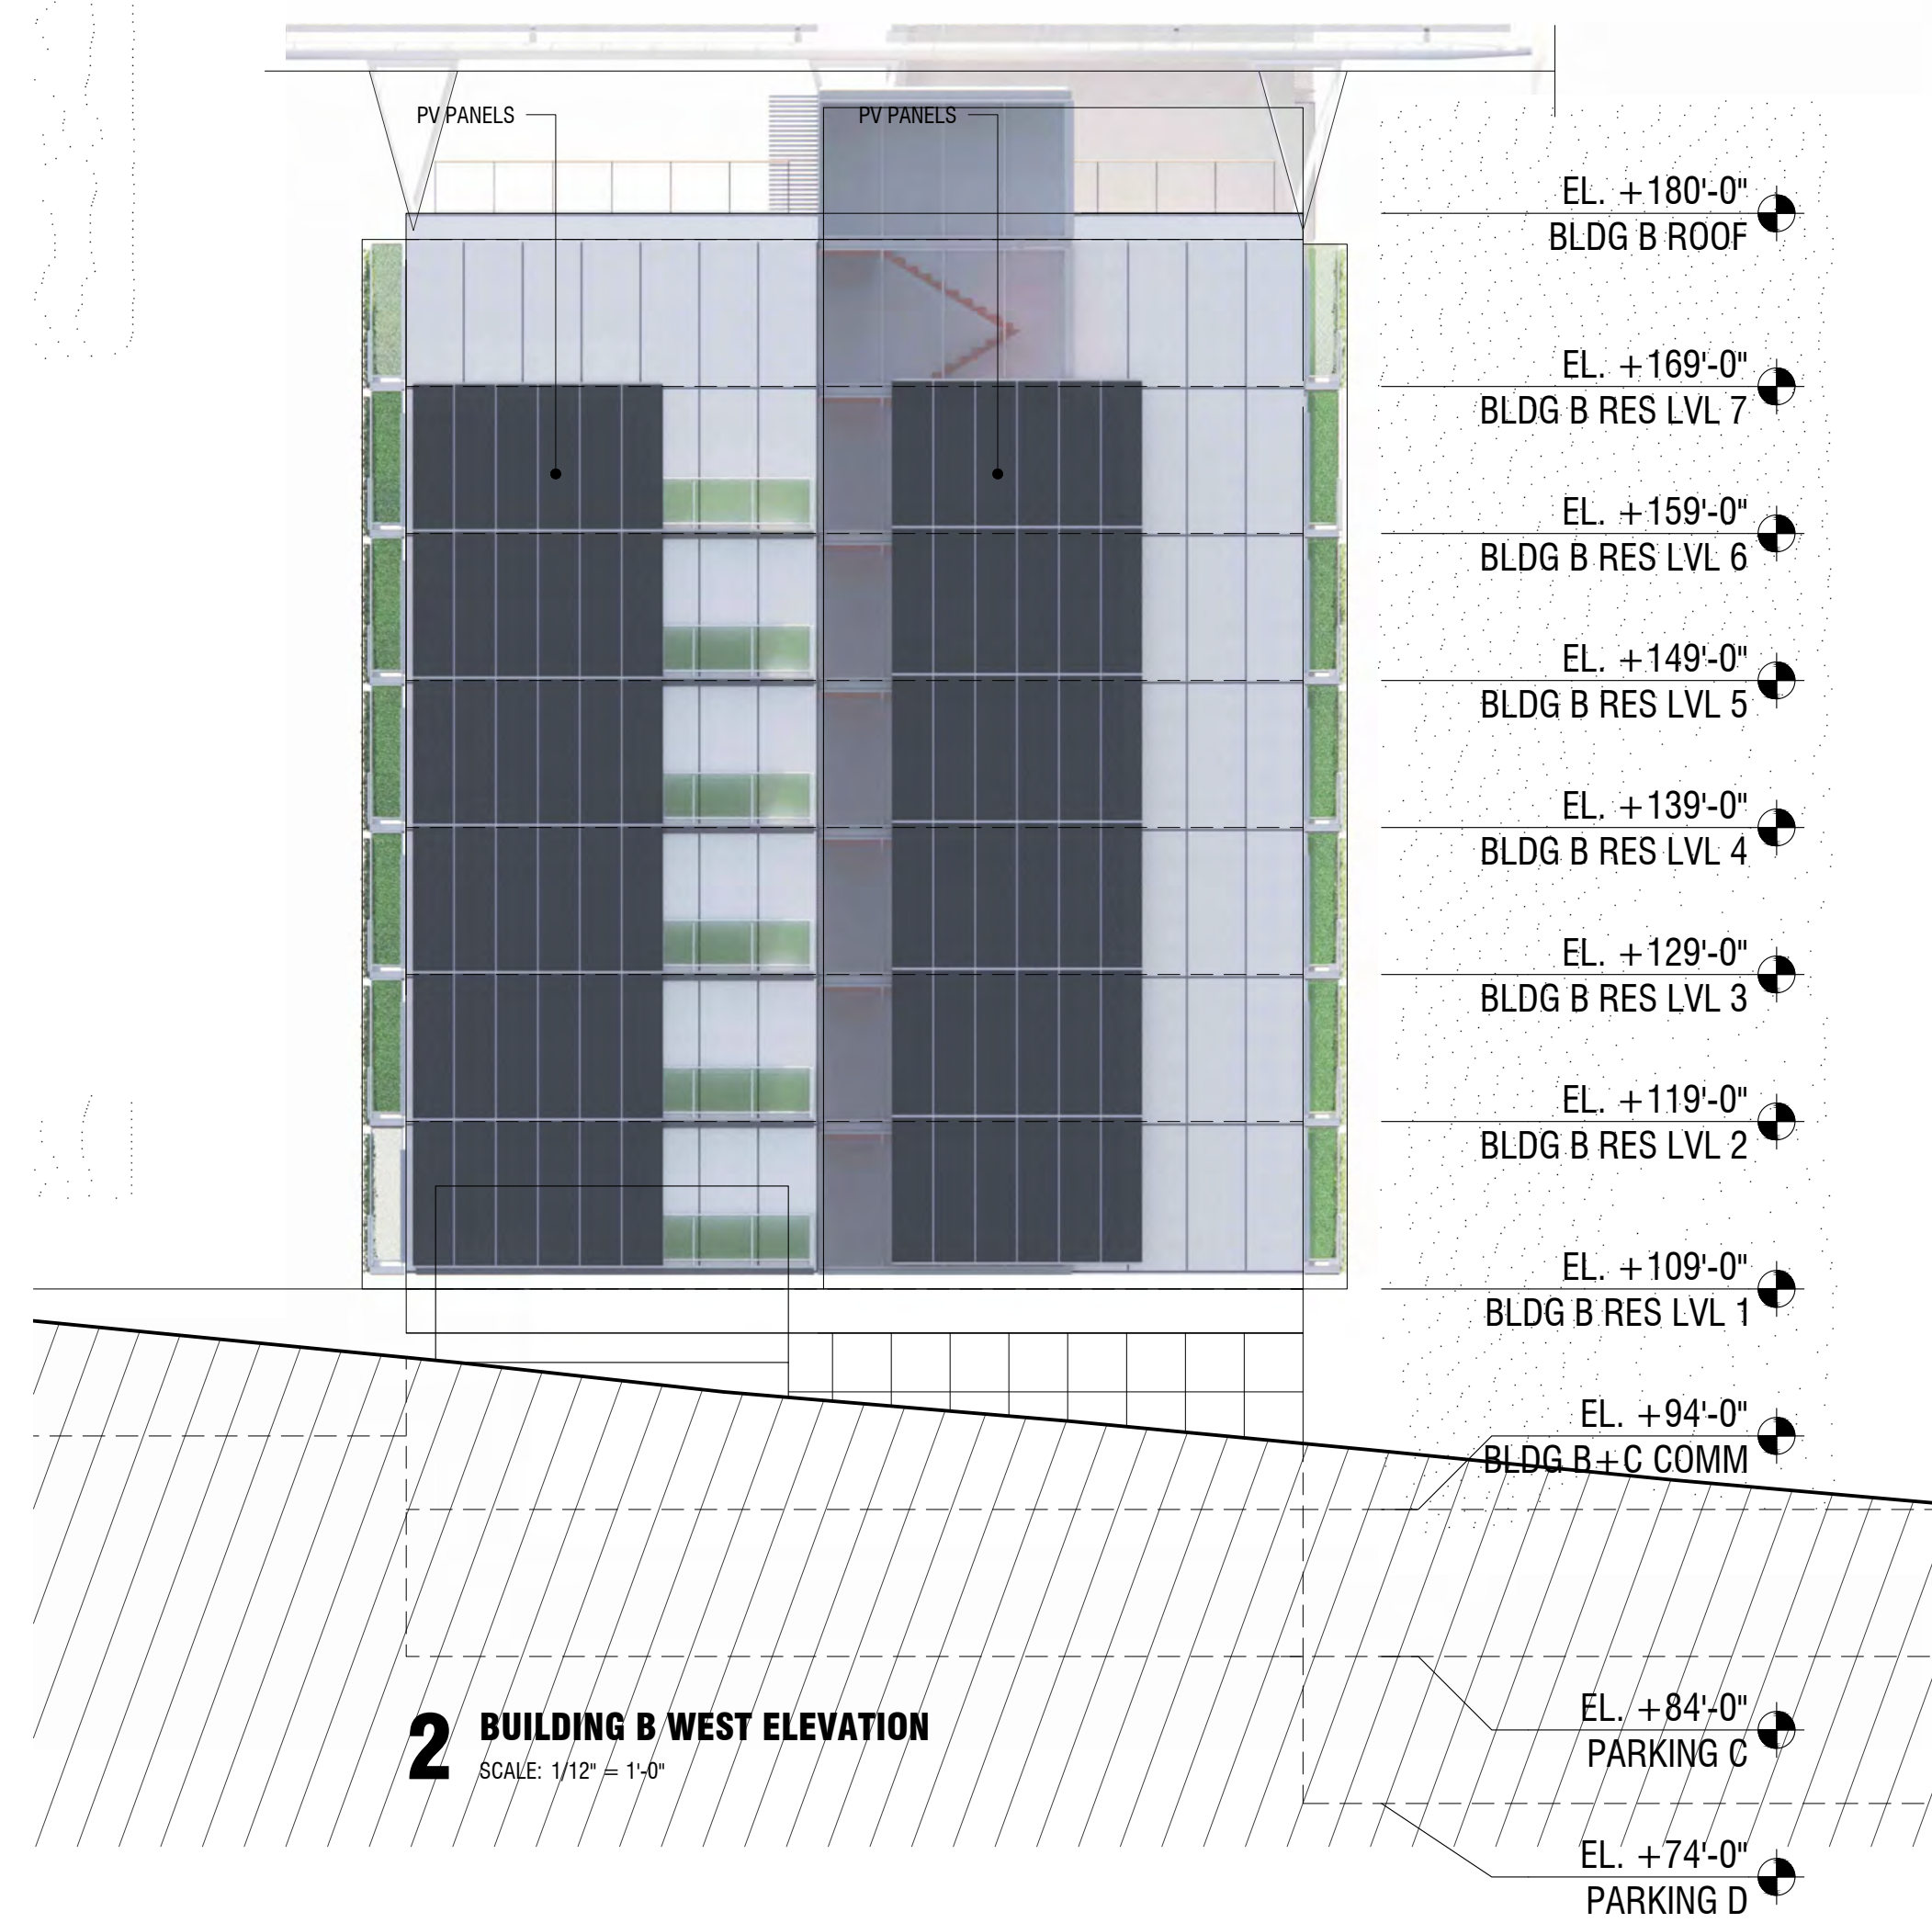 PV PANELS
PV PANELS
EL. +180'-0"
BLDG B ROOF
EL. +169'-0"
BLDG B RES LVL 7
EL. +159'-0"
BLDG B RES LVL 6
EL. +149'-0"
BLDG B RES LVL 5
EL. +139'-0"
BLDG B RES LVL 4
EL. +129'-0"
BLDG B RES LVL 3
EL. +119'-0"
BLDG B RES LVL 2
EL. +109'-0"
BLDG B RES LVL 1
EL. +94'-0"
BLDG B+C COMM
EL. +84'-0"
PARKING C
EL. +74'-0"
PARKING D
2 BUILDING B WEST ELEVATION
SCALE: 1/12" = 1'-0"